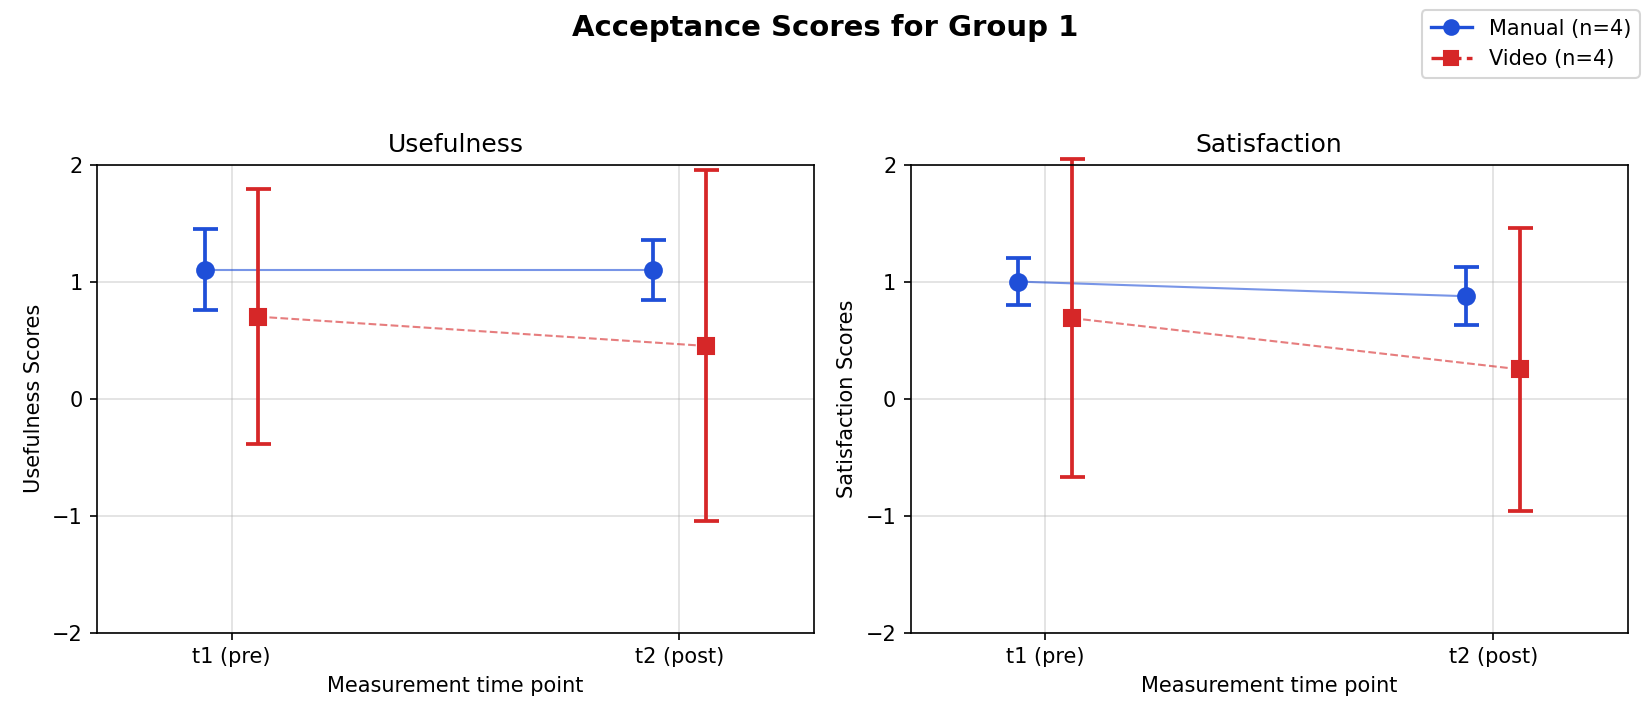 Acceptance Scores for Group 1
Manual (n=4)
Video (n=4)
Usefulness
2
1
0
−1
−2
Usefulness Scores
t1 (pre)
t2 (post)
Measurement time point
Satisfaction
2
1
0
−1
−2
Satisfaction Scores
t1 (pre)
t2 (post)
Measurement time point